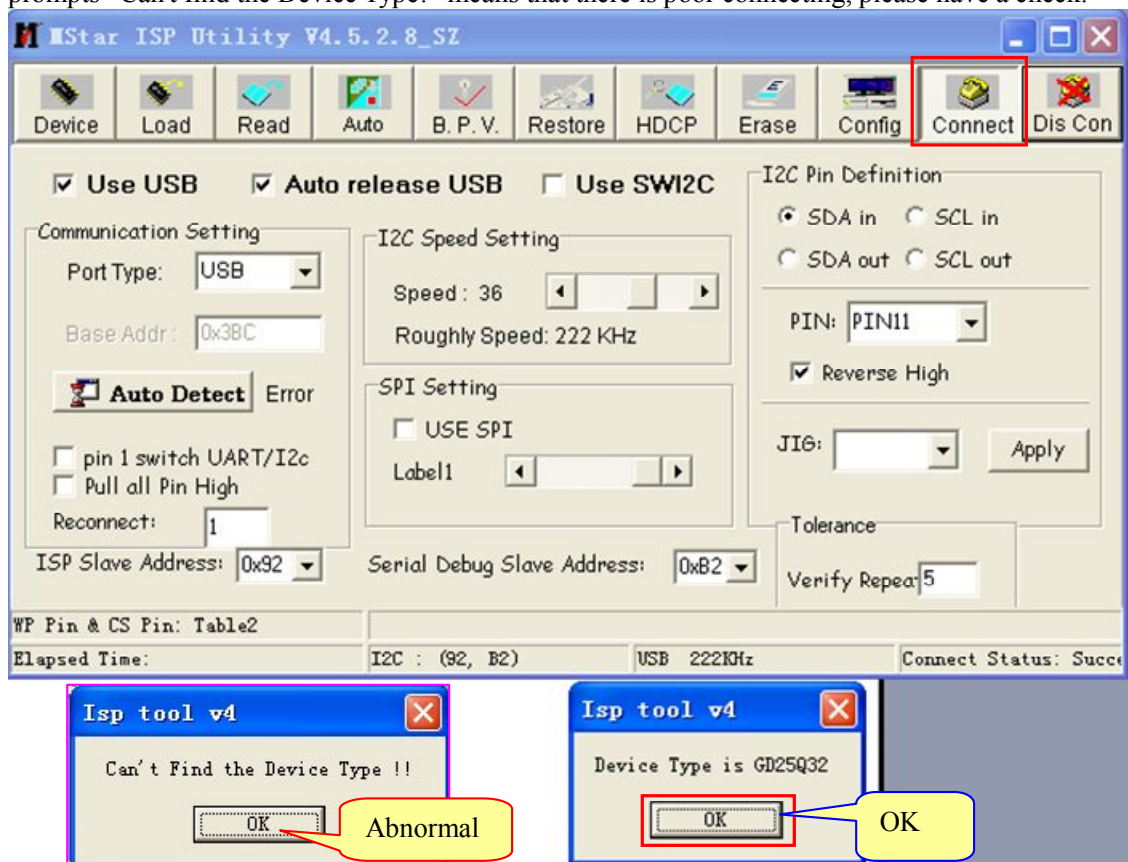 prompts "Can't find the Device Type!" means that there is poor connecting, please have a check.
MStar ISP Utility V4.5.2.8_SZ
Device Load Read Auto B.P.V. Restore HDCP Erase Config Connect Dis Con
Use USB Auto release USB Use SWI2C
I2C Pin Definition
SDA in SCL in
SDA out SCL out
PIN: PIN11
Reverse High
JIG: Apply
Communication Setting
Port Type: USB
Base Addr: 0x3BC
Auto Detect Error
pin 1 switch UART/I2c
Pull all Pin High
Reconnect: 1
I2C Speed Setting
Speed : 36
Roughly Speed: 222 KHz
SPI Setting
USE SPI
Label1
ISP Slave Address: 0x92
Serial Debug Slave Address: 0xB2
Tolerance
Verify Repeat 5
WP Pin & CS Pin: Table2
Elapsed Time: I2C : (92, B2) USB 222KHz Connect Status: Succe
Isp tool v4
Can't Find the Device Type !!
OK
Abnormal
Isp tool v4
Device Type is GD25Q32
OK
OK